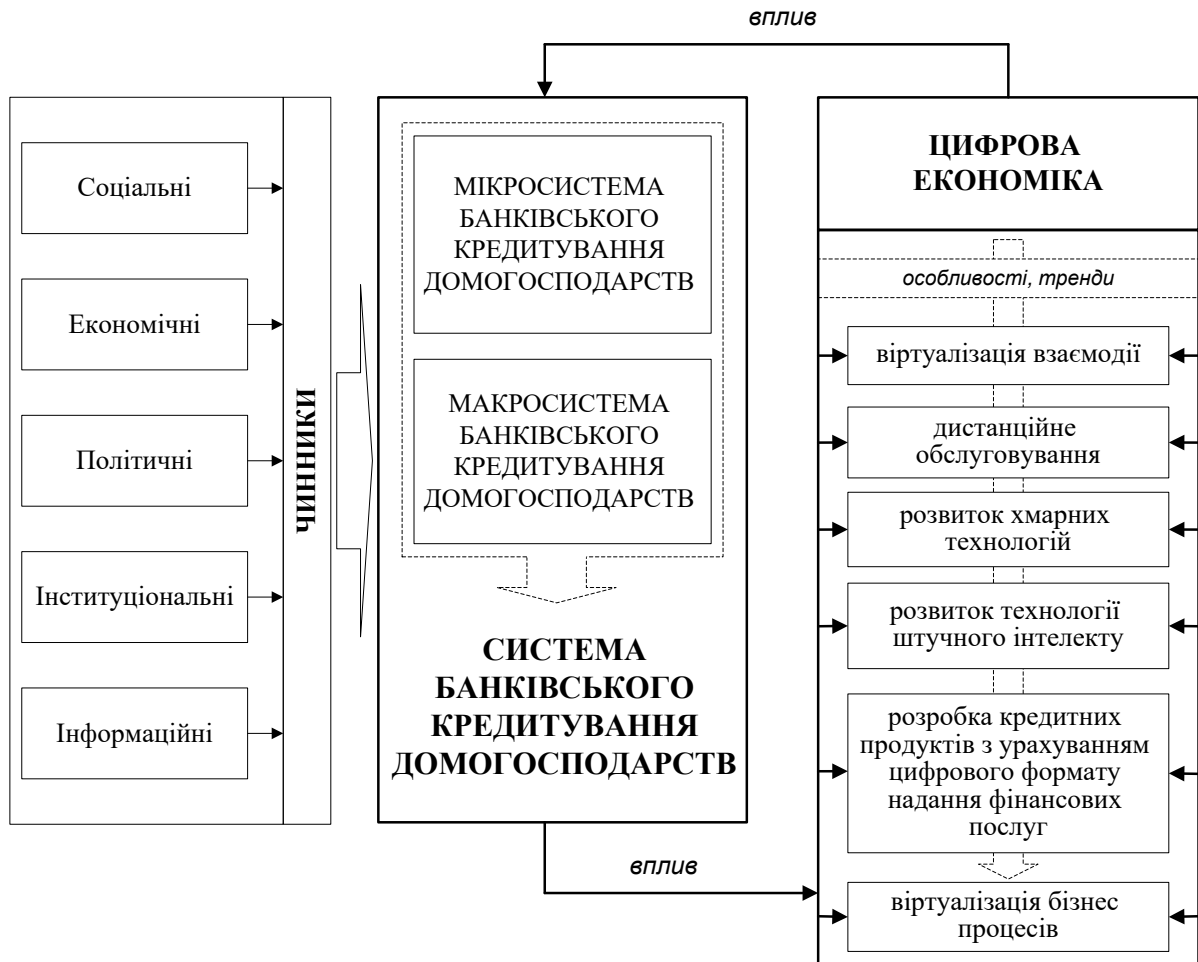 вплив
Соціальні
Економічні
Політичні
Інституціональні
Інформаційні
ЧИННИКИ
МІКРОСИСТЕМА
БАНКІВСЬКОГО
КРЕДИТУВАННЯ
ДОМОГОСПОДАРСТВ
МАКРОСИСТЕМА
БАНКІВСЬКОГО
КРЕДИТУВАННЯ
ДОМОГОСПОДАРСТВ
СИСТЕМА
БАНКІВСЬКОГО
КРЕДИТУВАННЯ
ДОМОГОСПОДАРСТВ
вплив
ЦИФРОВА
ЕКОНОМІКА
особливості, тренди
віртуалізація взаємодії
дистанційне
обслуговування
розвиток хмарних
технологій
розвиток технології
штучного інтелекту
розробка кредитних
продуктів з урахуванням
цифрового формату
надання фінансових
послуг
віртуалізація бізнес
процесів